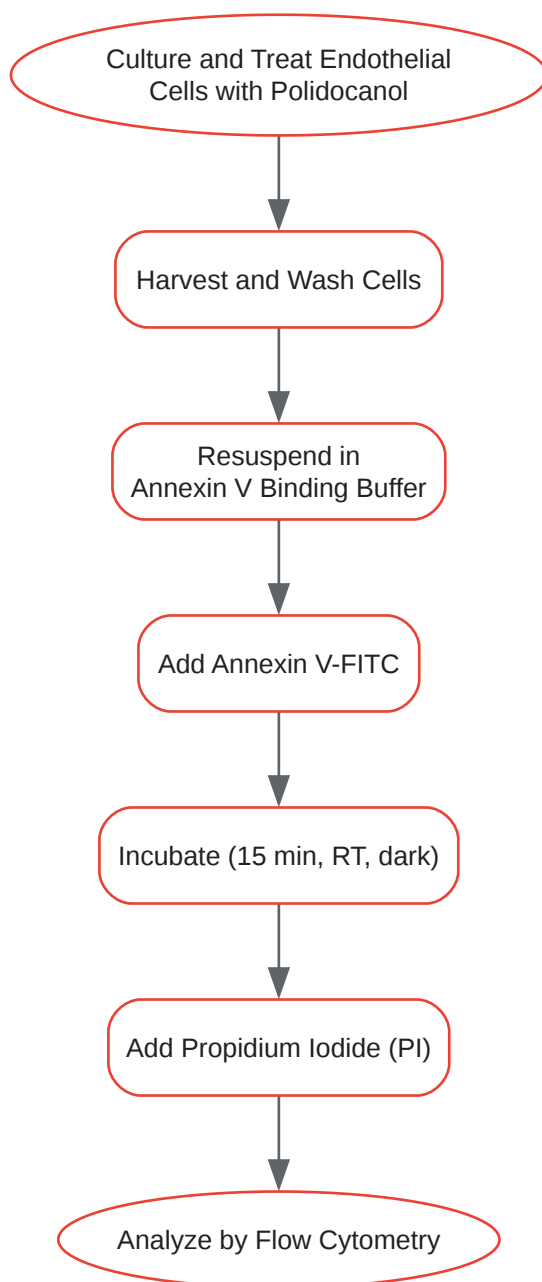 Culture and Treat Endothelial
Cells with Polidocanol
Harvest and Wash Cells
Resuspend in
Annexin V Binding Buffer
Add Annexin V-FITC
Incubate (15 min, RT, dark)
Add Propidium Iodide (PI)
Analyze by Flow Cytometry